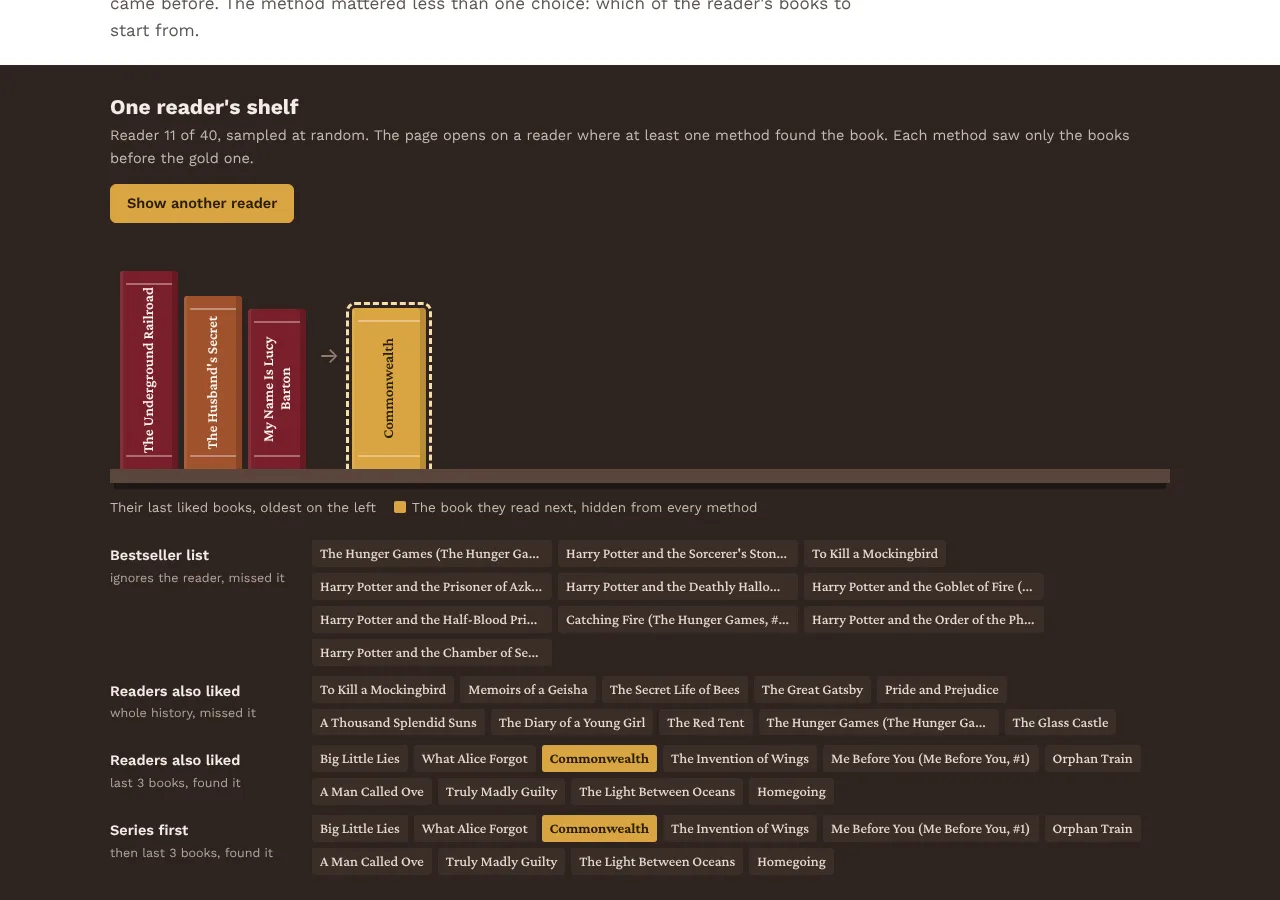 came before. The method mattered less than one choice: which of the reader's books to
start from.
One reader's shelf
Reader 11 of 40, sampled at random. The page opens on a reader where at least one method found the book. Each method saw only the books
before the gold one.
Show another reader
The Underground Railroad
The Husband's Secret
My Name Is Lucy
Barton
→
Commonwealth
Their last liked books, oldest on the left
The book they read next, hidden from every method
Bestseller list
ignores the reader, missed it
The Hunger Games (The Hunger Ga... Harry Potter and the Sorcerer's Ston... To Kill a Mockingbird
Harry Potter and the Prisoner of Azk... Harry Potter and the Deathly Hallo... Harry Potter and the Goblet of Fire (...
Harry Potter and the Half-Blood Pri... Catching Fire (The Hunger Games, #... Harry Potter and the Order of the Ph...
Harry Potter and the Chamber of Se...
Readers also liked
whole history, missed it
To Kill a Mockingbird Memoirs of a Geisha The Secret Life of Bees The Great Gatsby Pride and Prejudice
A Thousand Splendid Suns The Diary of a Young Girl The Red Tent The Hunger Games (The Hunger Ga... The Glass Castle
Readers also liked
last 3 books, found it
Big Little Lies What Alice Forgot Commonwealth The Invention of Wings Me Before You (Me Before You, #1) Orphan Train
A Man Called Ove Truly Madly Guilty The Light Between Oceans Homegoing
Series first
then last 3 books, found it
Big Little Lies What Alice Forgot Commonwealth The Invention of Wings Me Before You (Me Before You, #1) Orphan Train
A Man Called Ove Truly Madly Guilty The Light Between Oceans Homegoing